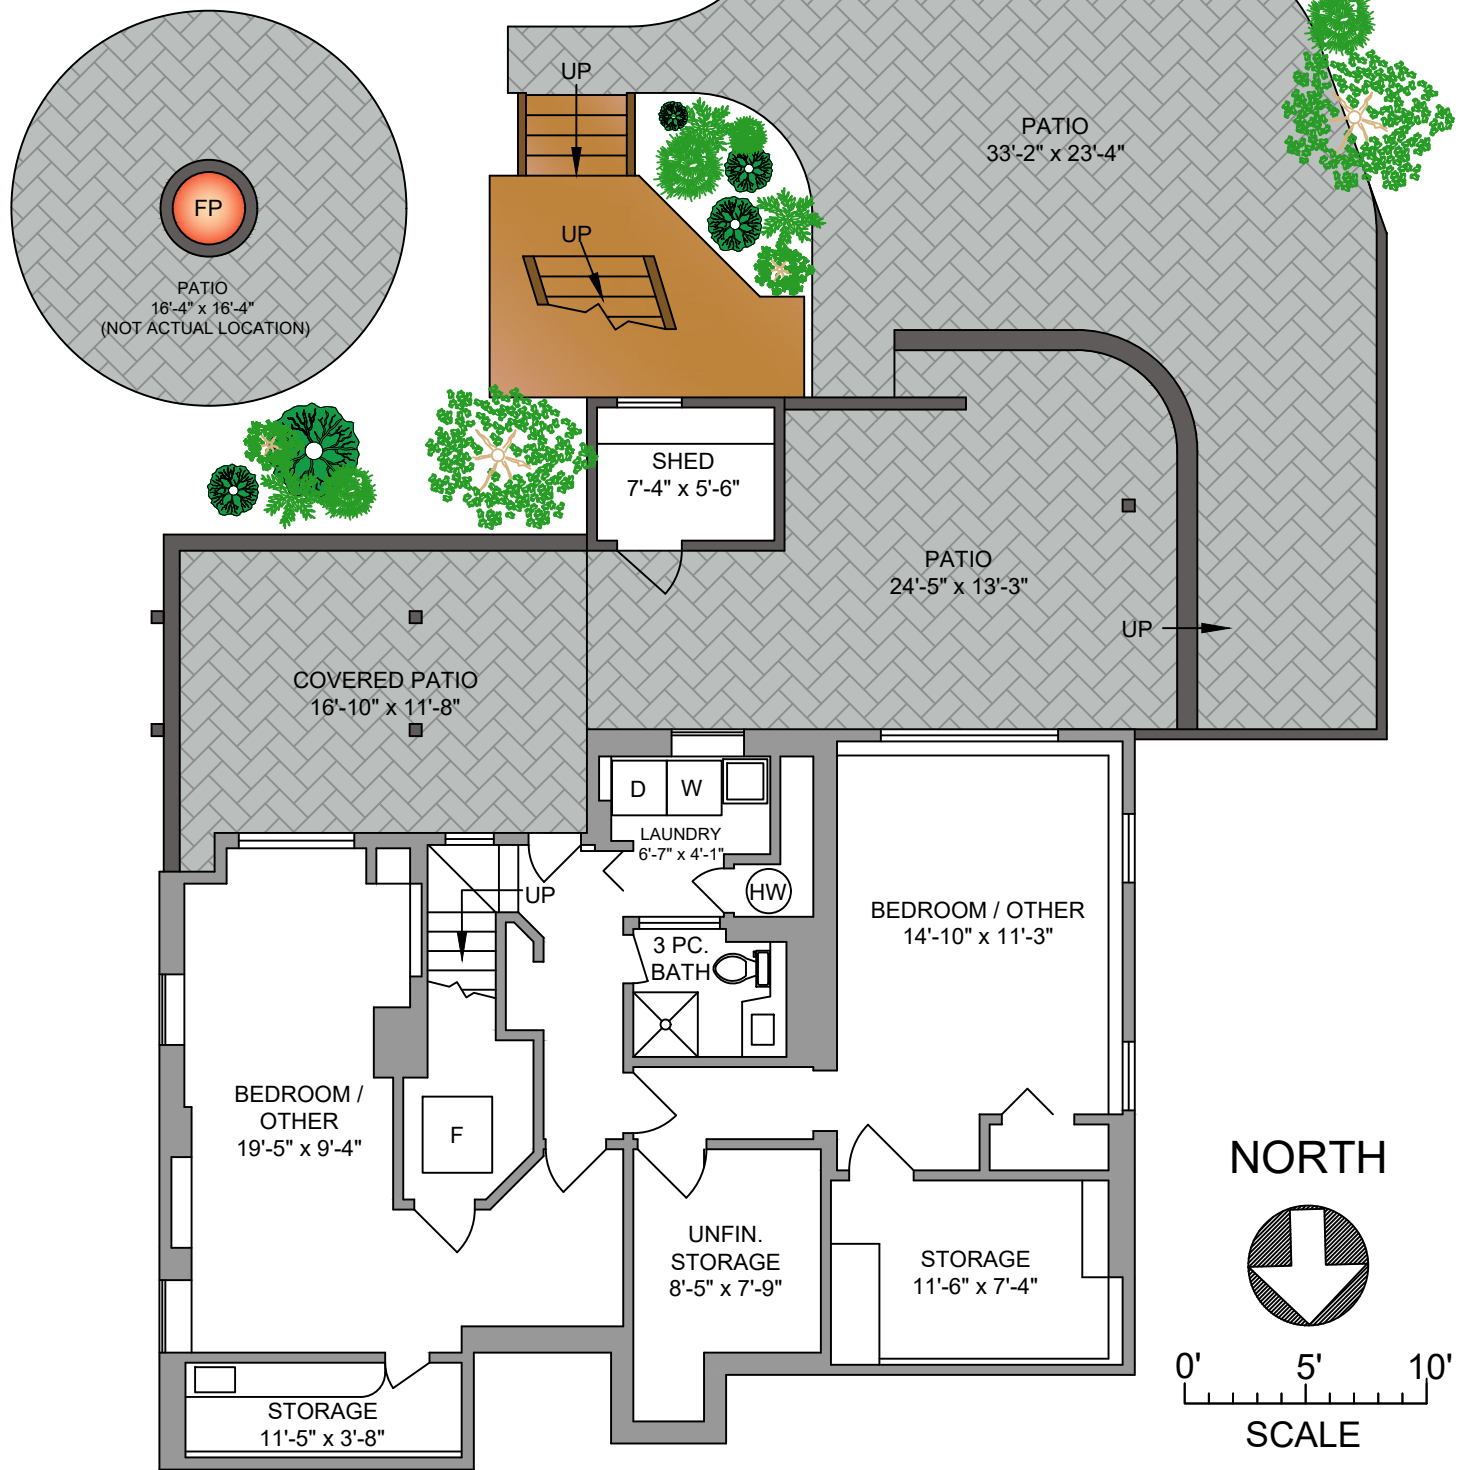 UP
PATIO
33'-2" x 23'-4"
FP
UP
PATIO
16'-4" x 16'-4"
(NOT ACTUAL LOCATION)
SHED
7'-4" x 5'-6"
PATIO
24'-5" x 13'-3"
UP
COVERED PATIO
16'-10" x 11'-8"
D
W
LAUNDRY
6'-7" x 4'-1"
UP
HW
BEDROOM / OTHER
14'-10" x 11'-3"
3 PC.
BATH
BEDROOM /
OTHER
19'-5" x 9'-4"
F
NORTH
UNFIN.
STORAGE
8'-5" x 7'-9"
STORAGE
11'-6" x 7'-4"
0' 5' 10'
SCALE
STORAGE
11'-5" x 3'-8"